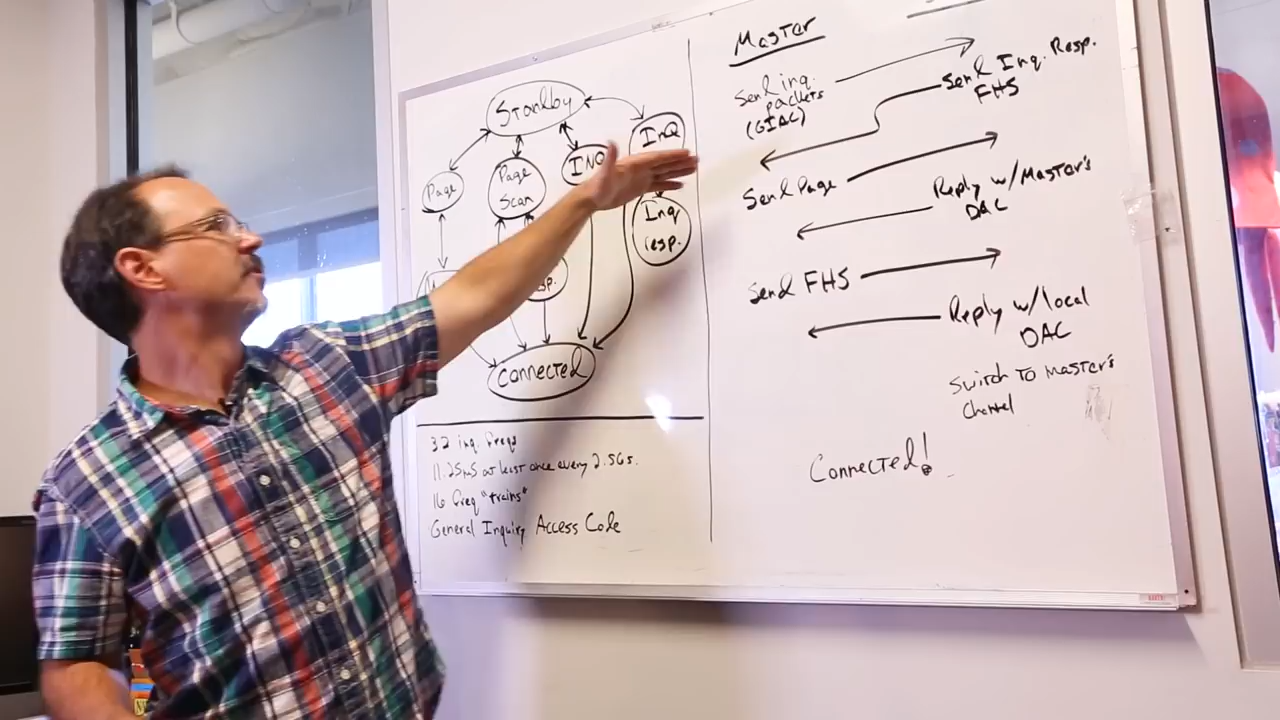 Standby
Page
Page
Scan
INQ
InQ
Inq
resp.
sp.
Connected
32 inq. freqs
11.25ms at least once every 2.56s.
16 freq "trains"
General Inquiry Access Code
Master
Send inq.
packets
(GIAC)
Send Inq. Resp.
FHS
Send Page
Reply w/Master's
DAC
Send FHS
Reply w/local
DAC
Switch To Master's
Channel
Connected!